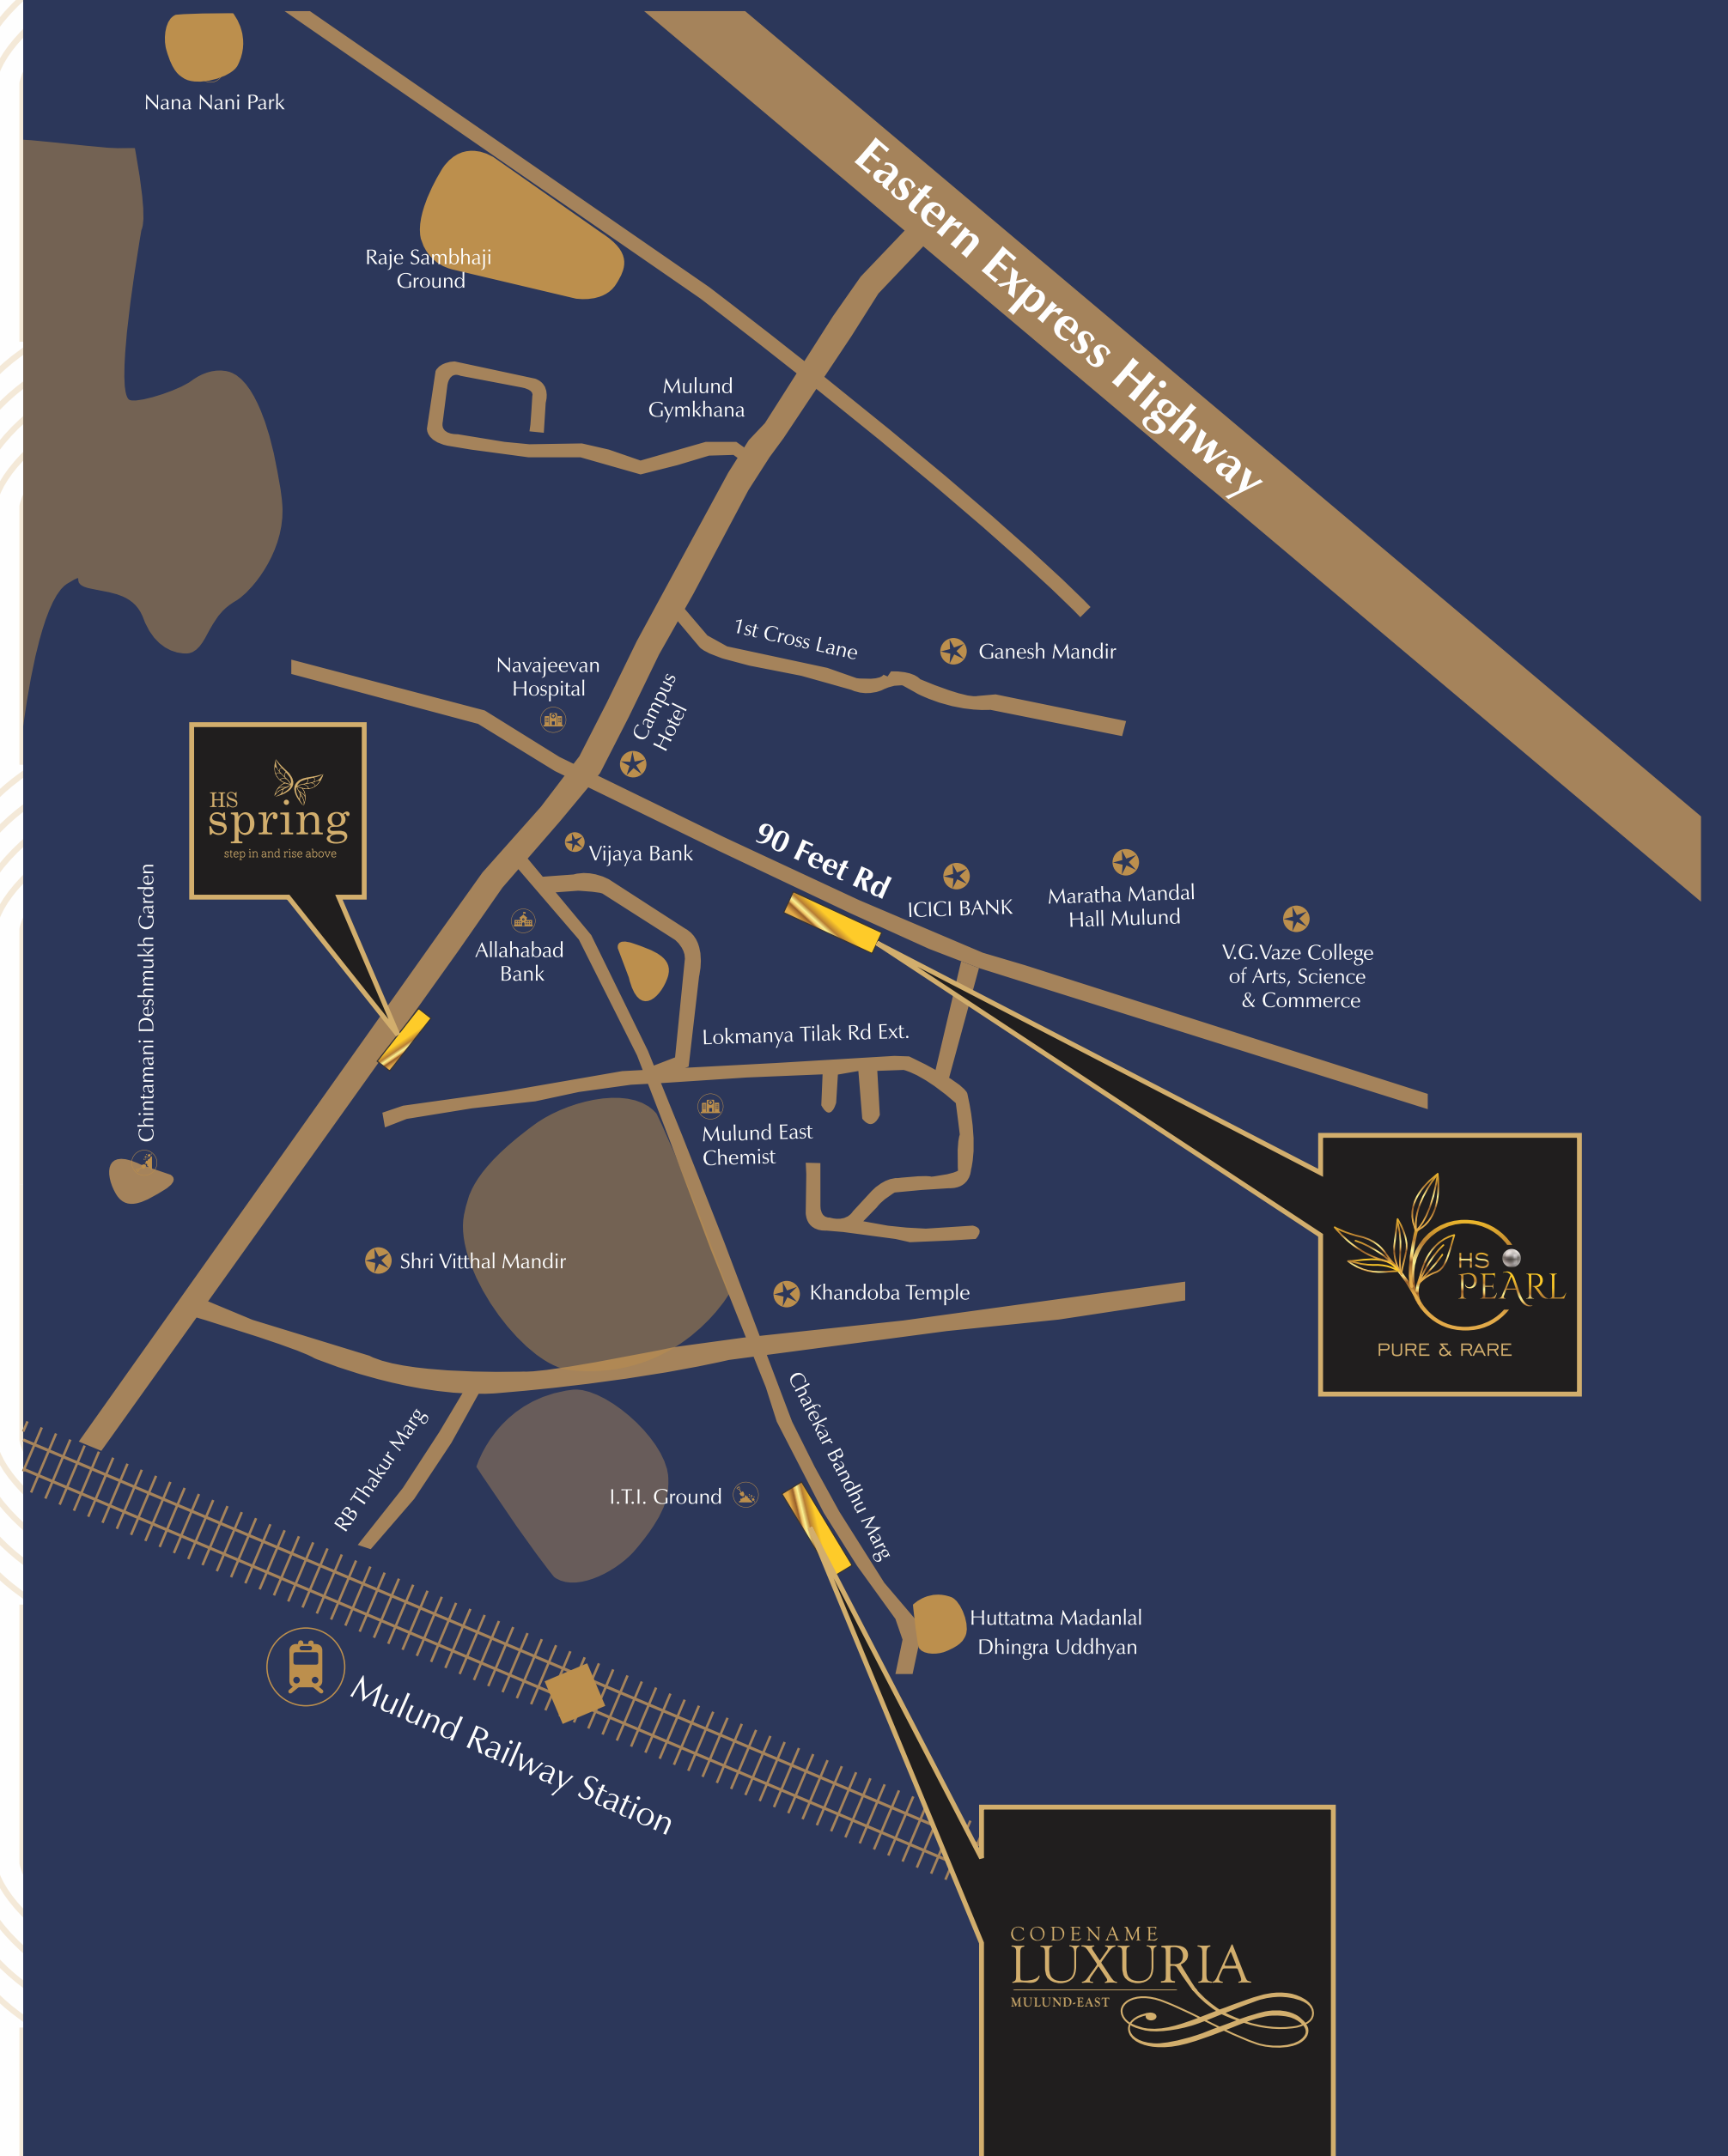 Nana Nani Park
Eastern Express Highway
Raje Sambhaji
Ground
Mulund
Gymkhana
1st Cross Lane
Ganesh Mandir
Navajeevan
Hospital
Campus
Hotel
HS
spring
step in and rise above
Vijaya Bank
90 Feet Rd
ICICI BANK
Maratha Mandal
Hall Mulund
V.G.Vaze College
of Arts, Science
& Commerce
Allahabad
Bank
Chintamani Deshmukh Garden
Lokmanya Tilak Rd Ext.
Mulund East
Chemist
Shri Vitthal Mandir
Khandoba Temple
HS
PEARL
PURE & RARE
Chafekar Bandhu Marg
RB Thakur Marg
I.T.I. Ground
Huttatma Madanlal
Dhingra Uddhyan
Mulund Railway Station
CODENAME
LUXURIA
MULUND-EAST